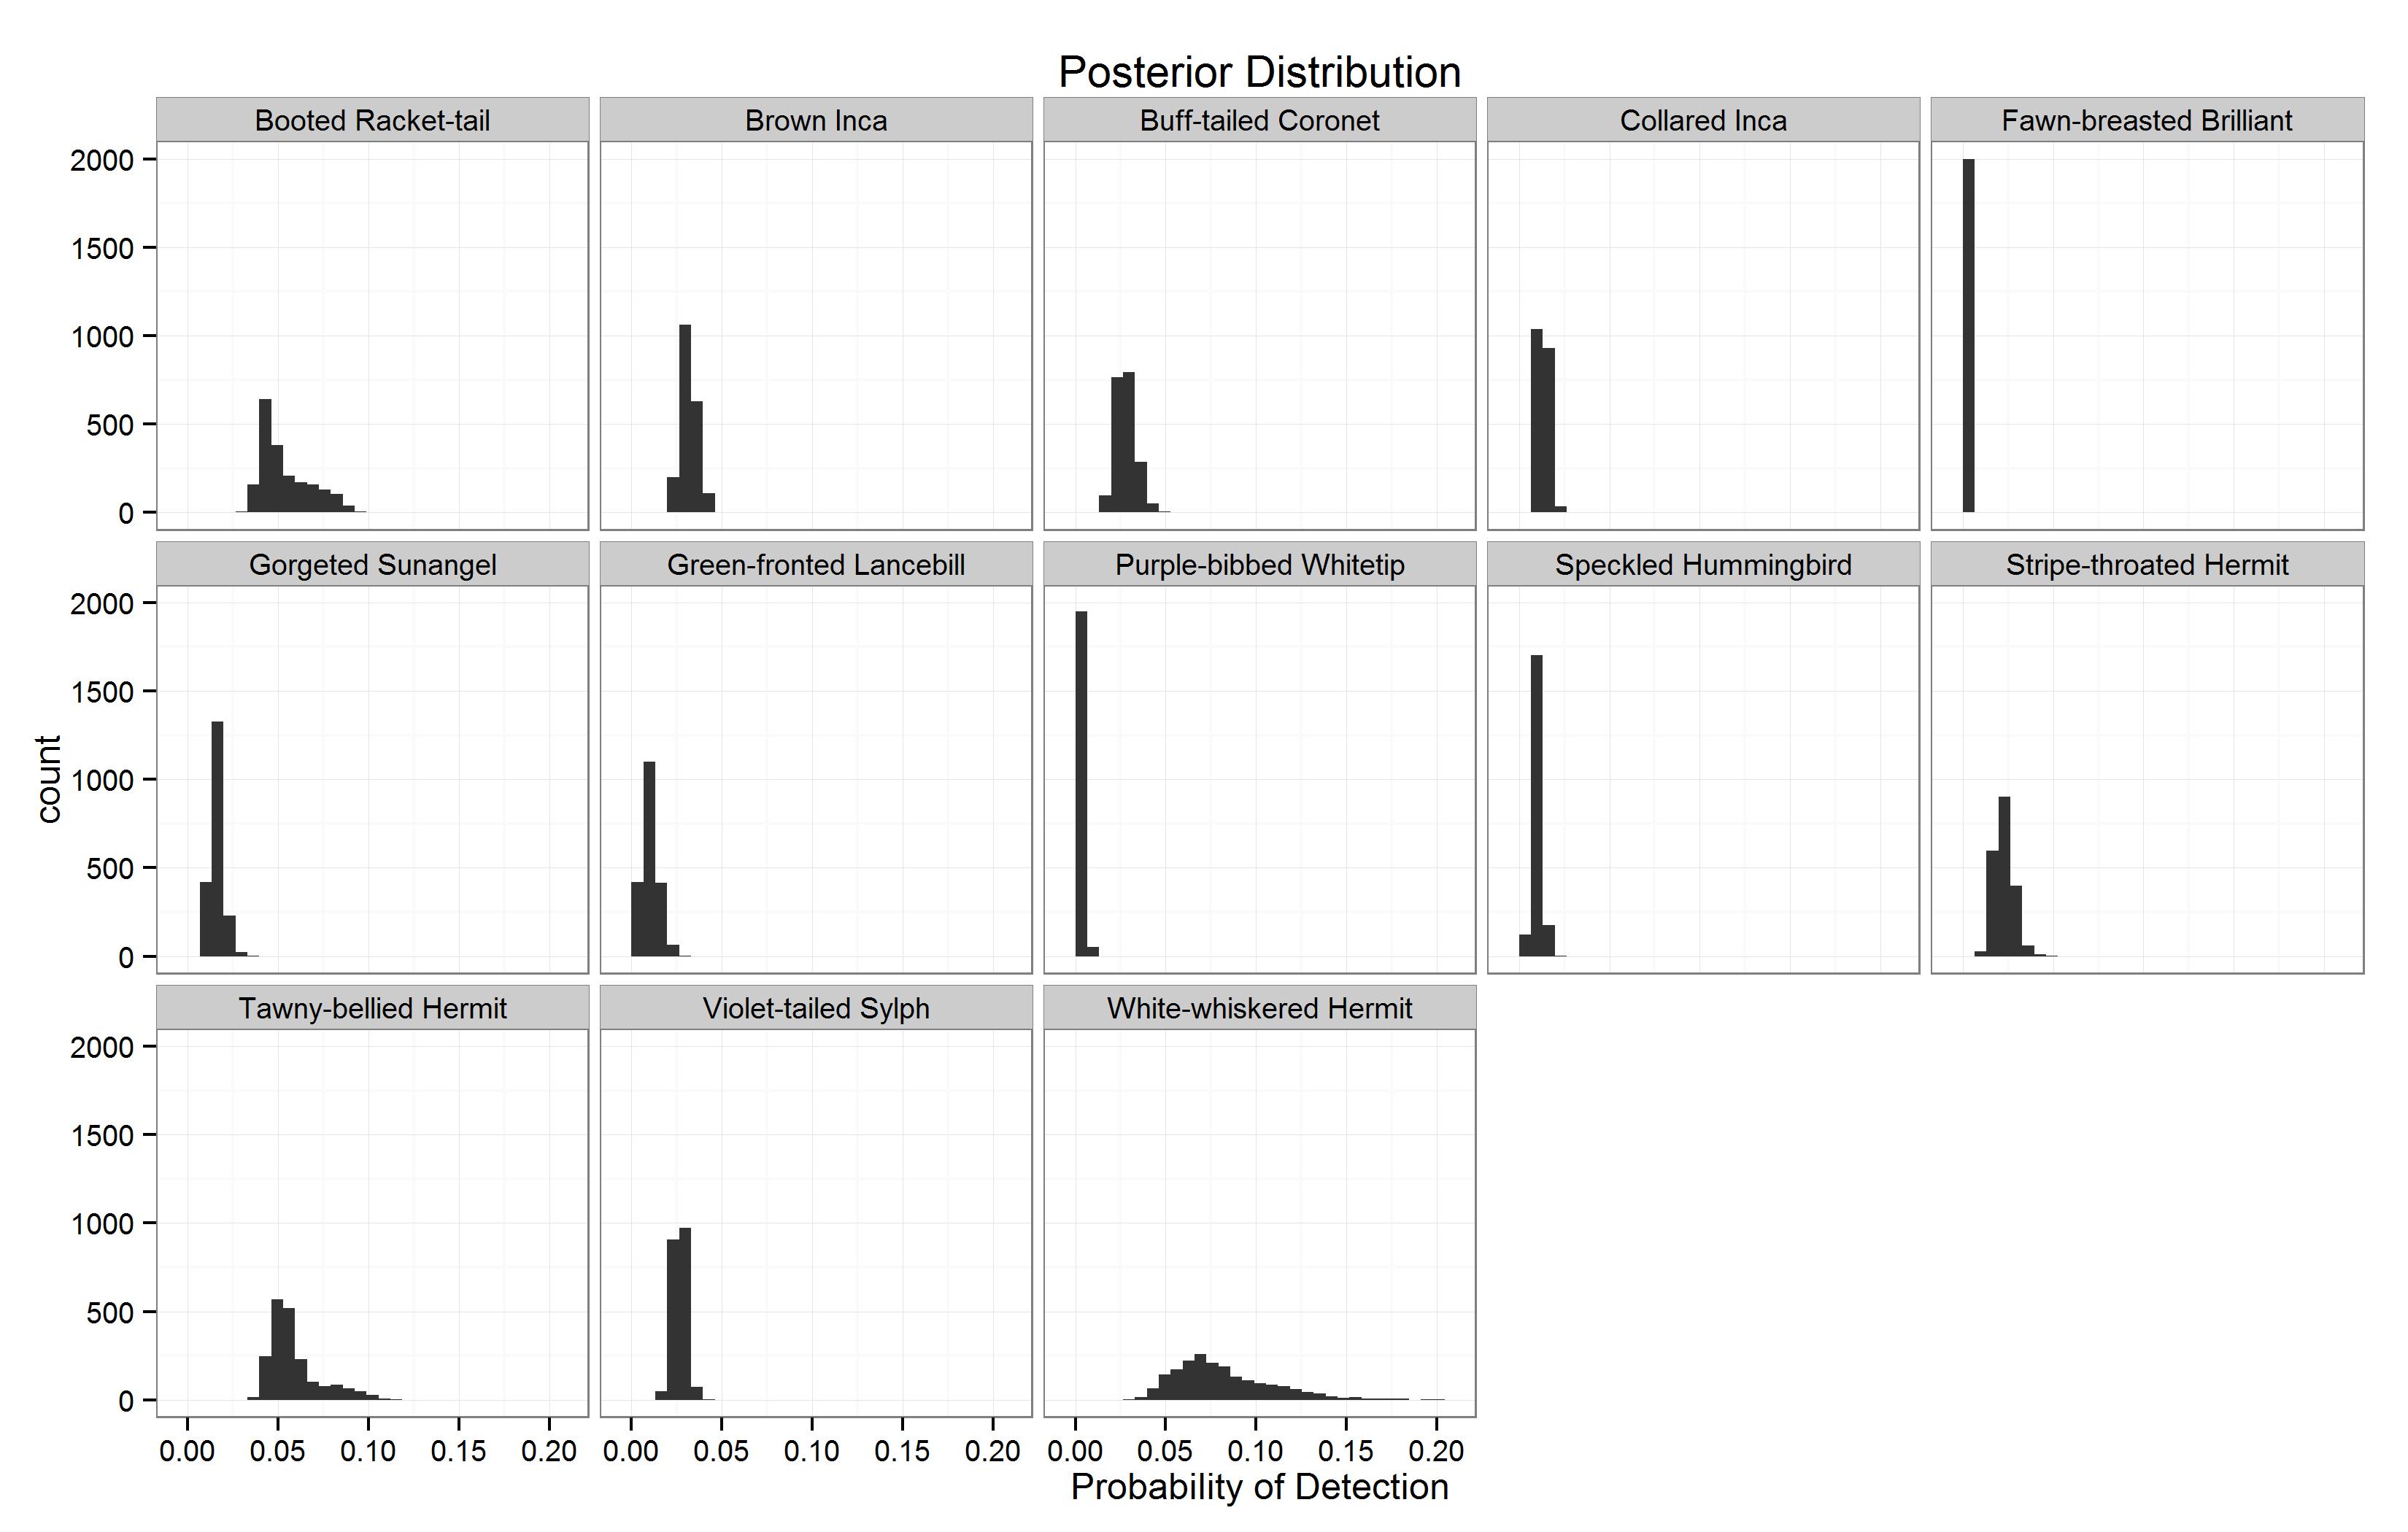 Posterior Distribution
Booted Racket-tail Brown Inca Buff-tailed Coronet Collared Inca Fawn-breasted Brilliant
2000
1500
1000
500
0
Gorgeted Sunangel Green-fronted Lancebill Purple-bibbed Whitetip Speckled Hummingbird Stripe-throated Hermit
2000
1500
1000
500
0
count
Tawny-bellied Hermit Violet-tailed Sylph White-whiskered Hermit
2000
1500
1000
500
0
0.00 0.05 0.10 0.15 0.20 0.00 0.05 0.10 0.15 0.20 0.00 0.05 0.10 0.15 0.20
Probability of Detection